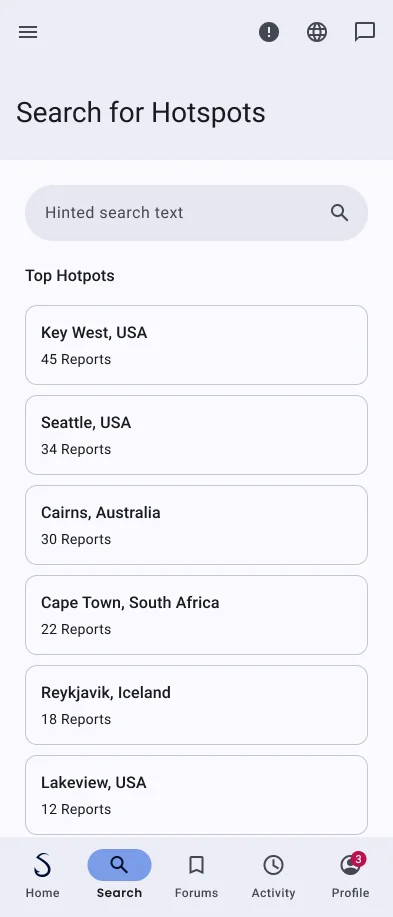 Search for Hotspots
Hinted search text
Top Hotpots
Key West, USA
45 Reports
Seattle, USA
34 Reports
Cairns, Australia
30 Reports
Cape Town, South Africa
22 Reports
Reykjavik, Iceland
18 Reports
Lakeview, USA
12 Reports
3
Home
Search
Forums
Activity
Profile